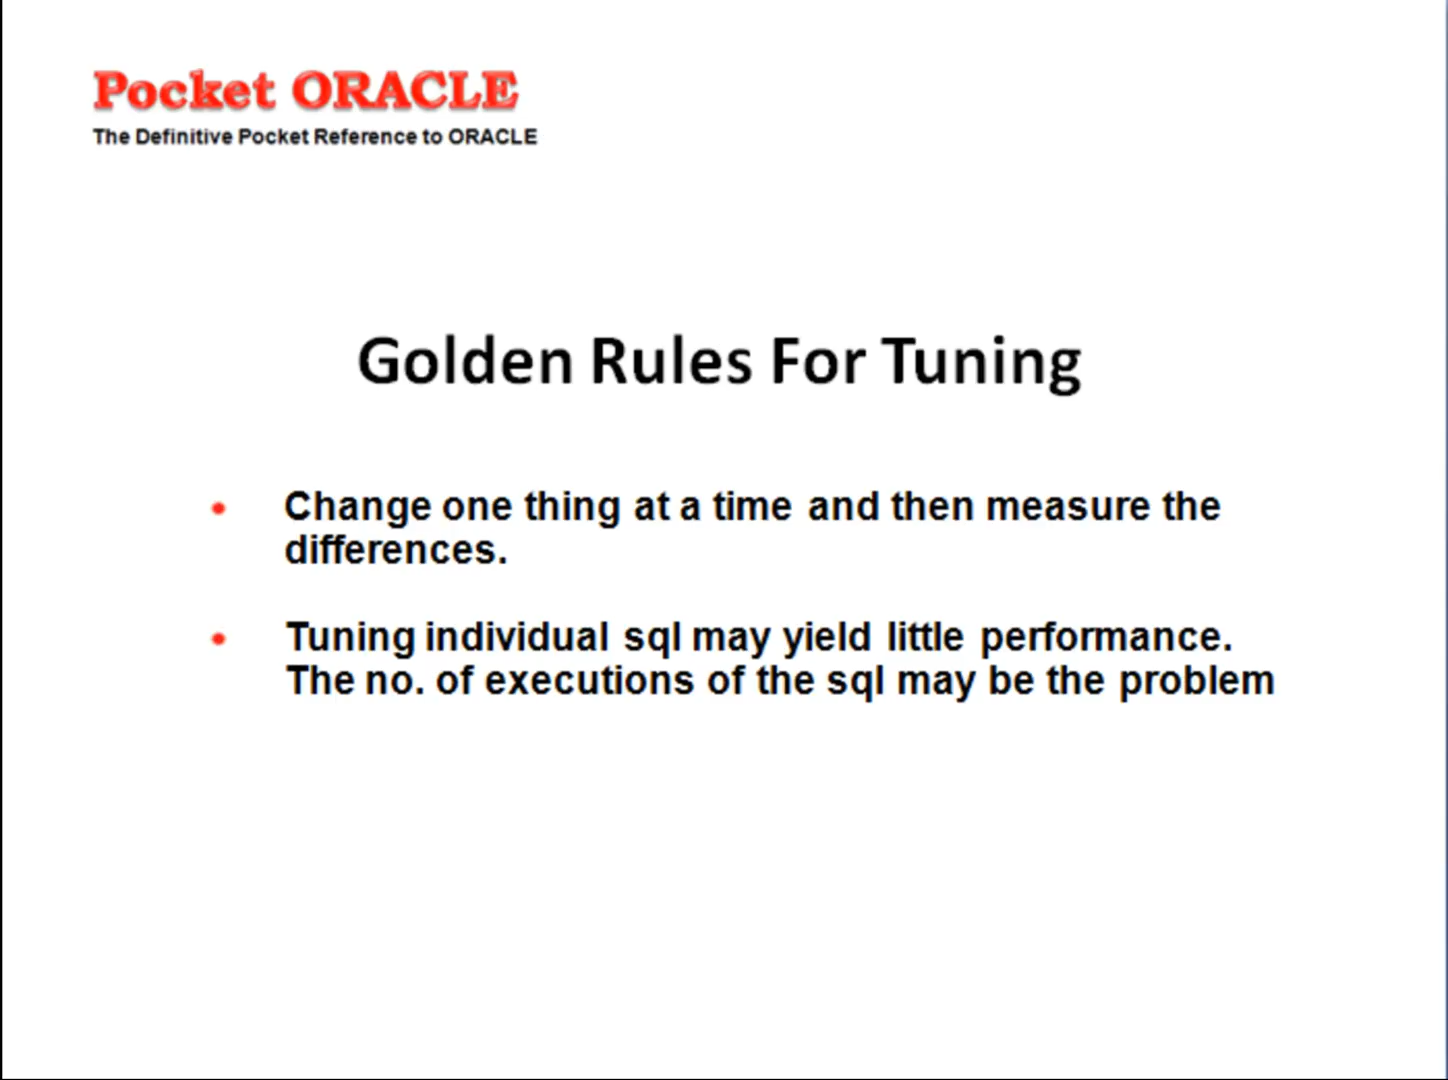 Pocket ORACLE
The Definitive Pocket Reference to ORACLE
Golden Rules For Tuning
• Change one thing at a time and then measure the
differences.
• Tuning individual sql may yield little performance.
The no. of executions of the sql may be the problem